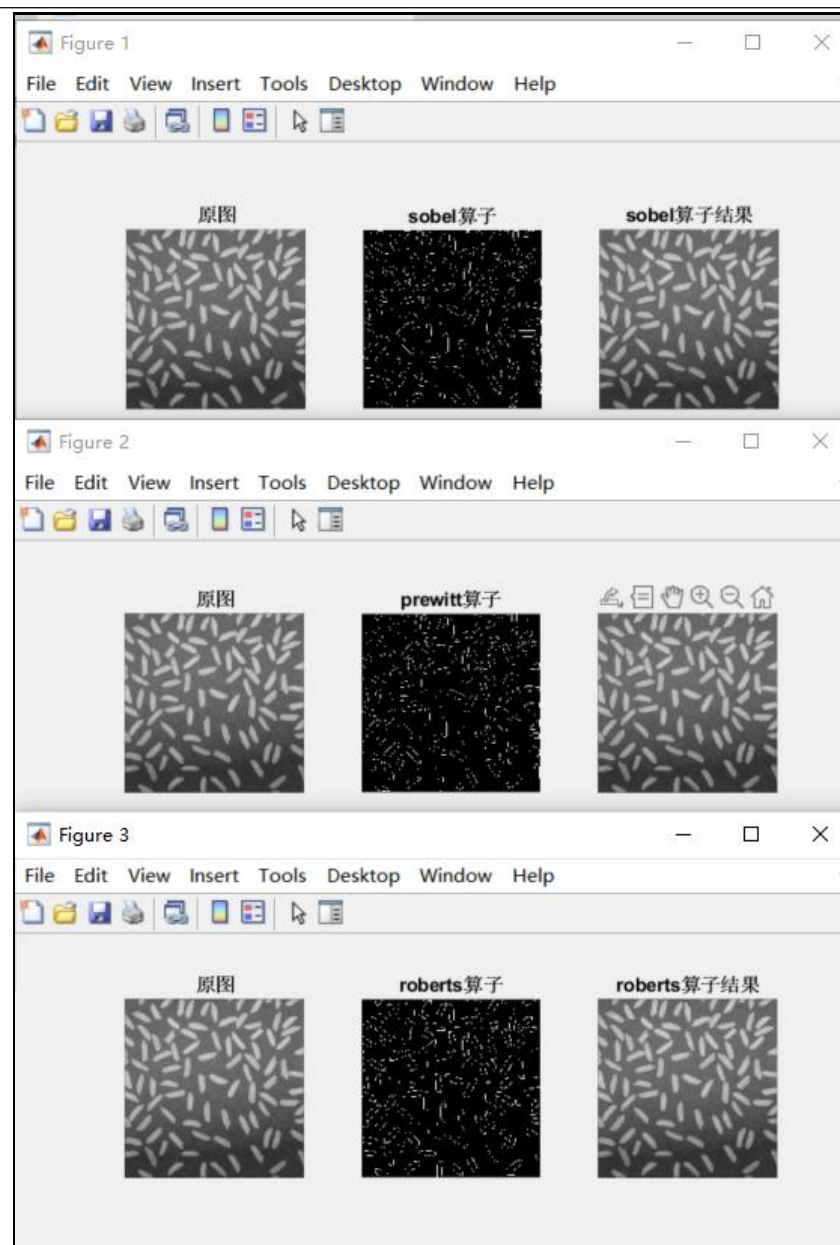 Figure 1
File Edit View Insert Tools Desktop Window Help
原图 sobel算子 sobel算子结果
Figure 2
File Edit View Insert Tools Desktop Window Help
原图 prewitt算子
Figure 3
File Edit View Insert Tools Desktop Window Help
原图 roberts算子 roberts算子结果